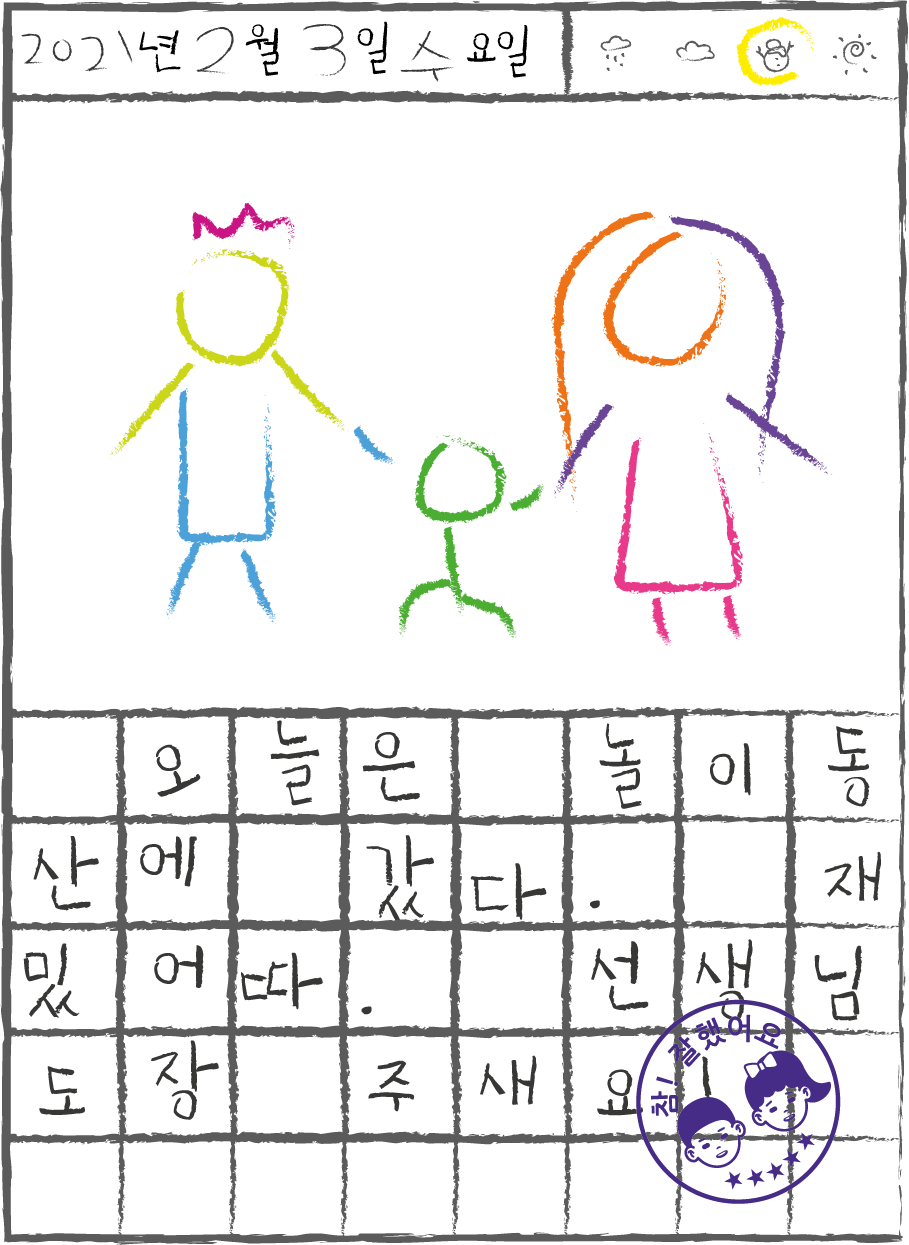 2021년 2월 3일 수요일
오늘은 놀이동
산에 갔다. 재
밌어따. 선생님
도장 주세요!
참! 잘했어요